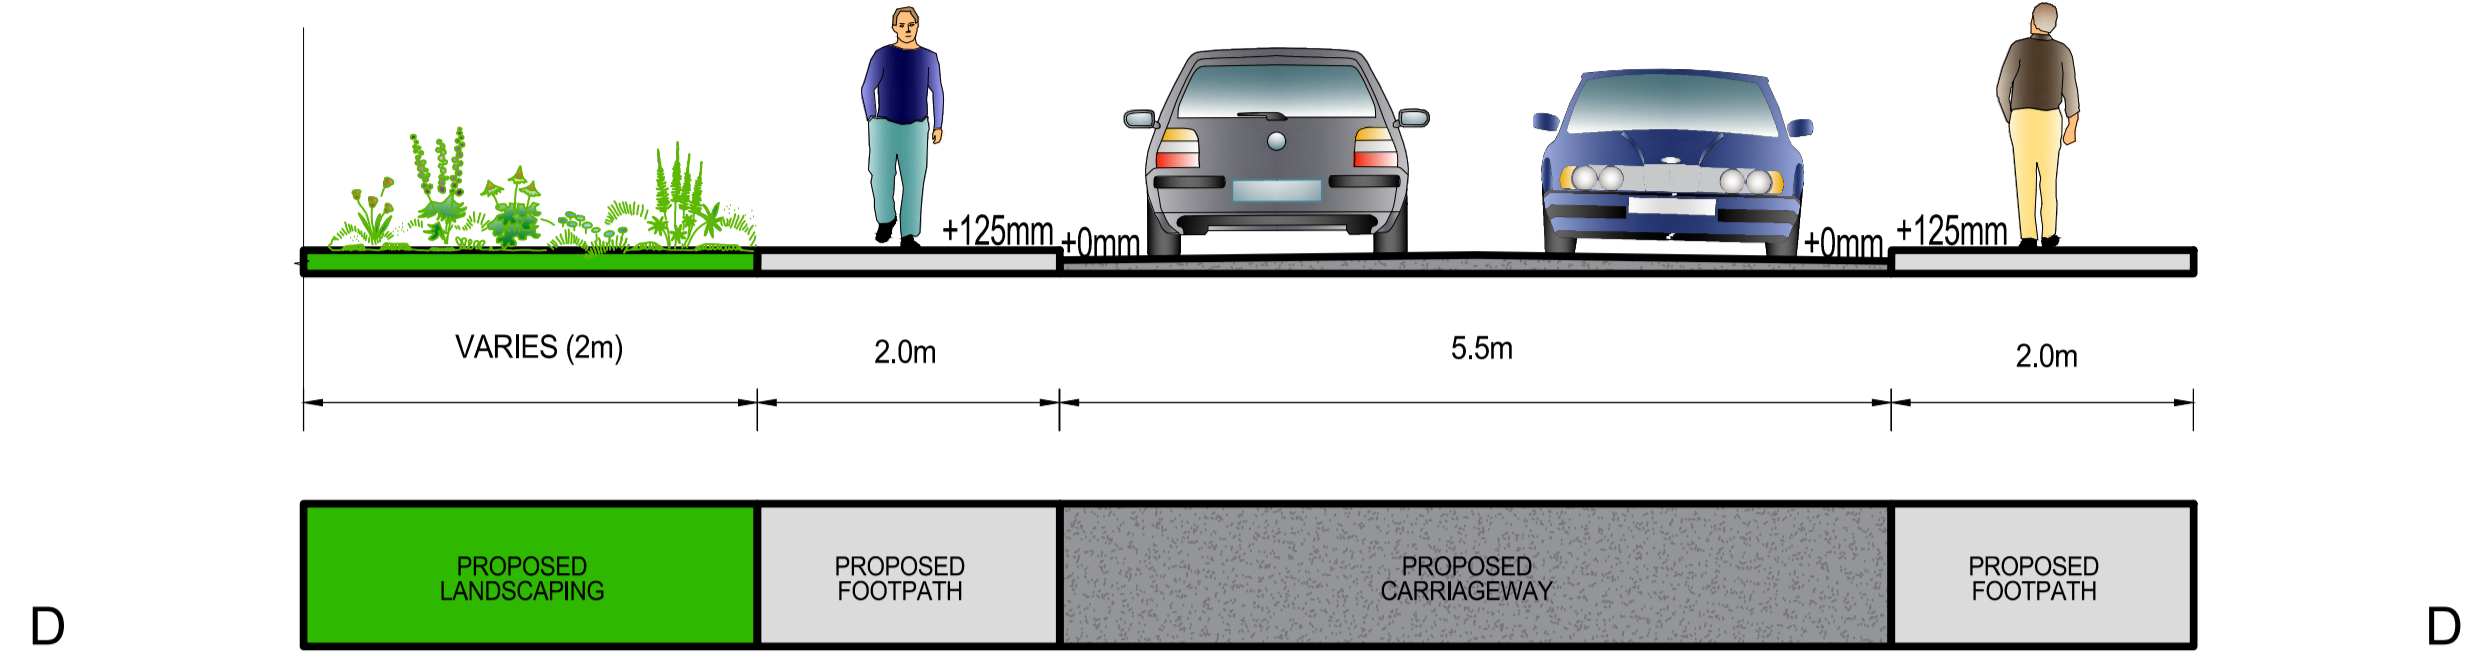 +125mm
+0mm
+0mm
+125mm
VARIES (2m)
2.0m
5.5m
2.0m
PROPOSED
LANDSCAPING
PROPOSED
FOOTPATH
PROPOSED
CARRIAGEWAY
PROPOSED
FOOTPATH
D
D